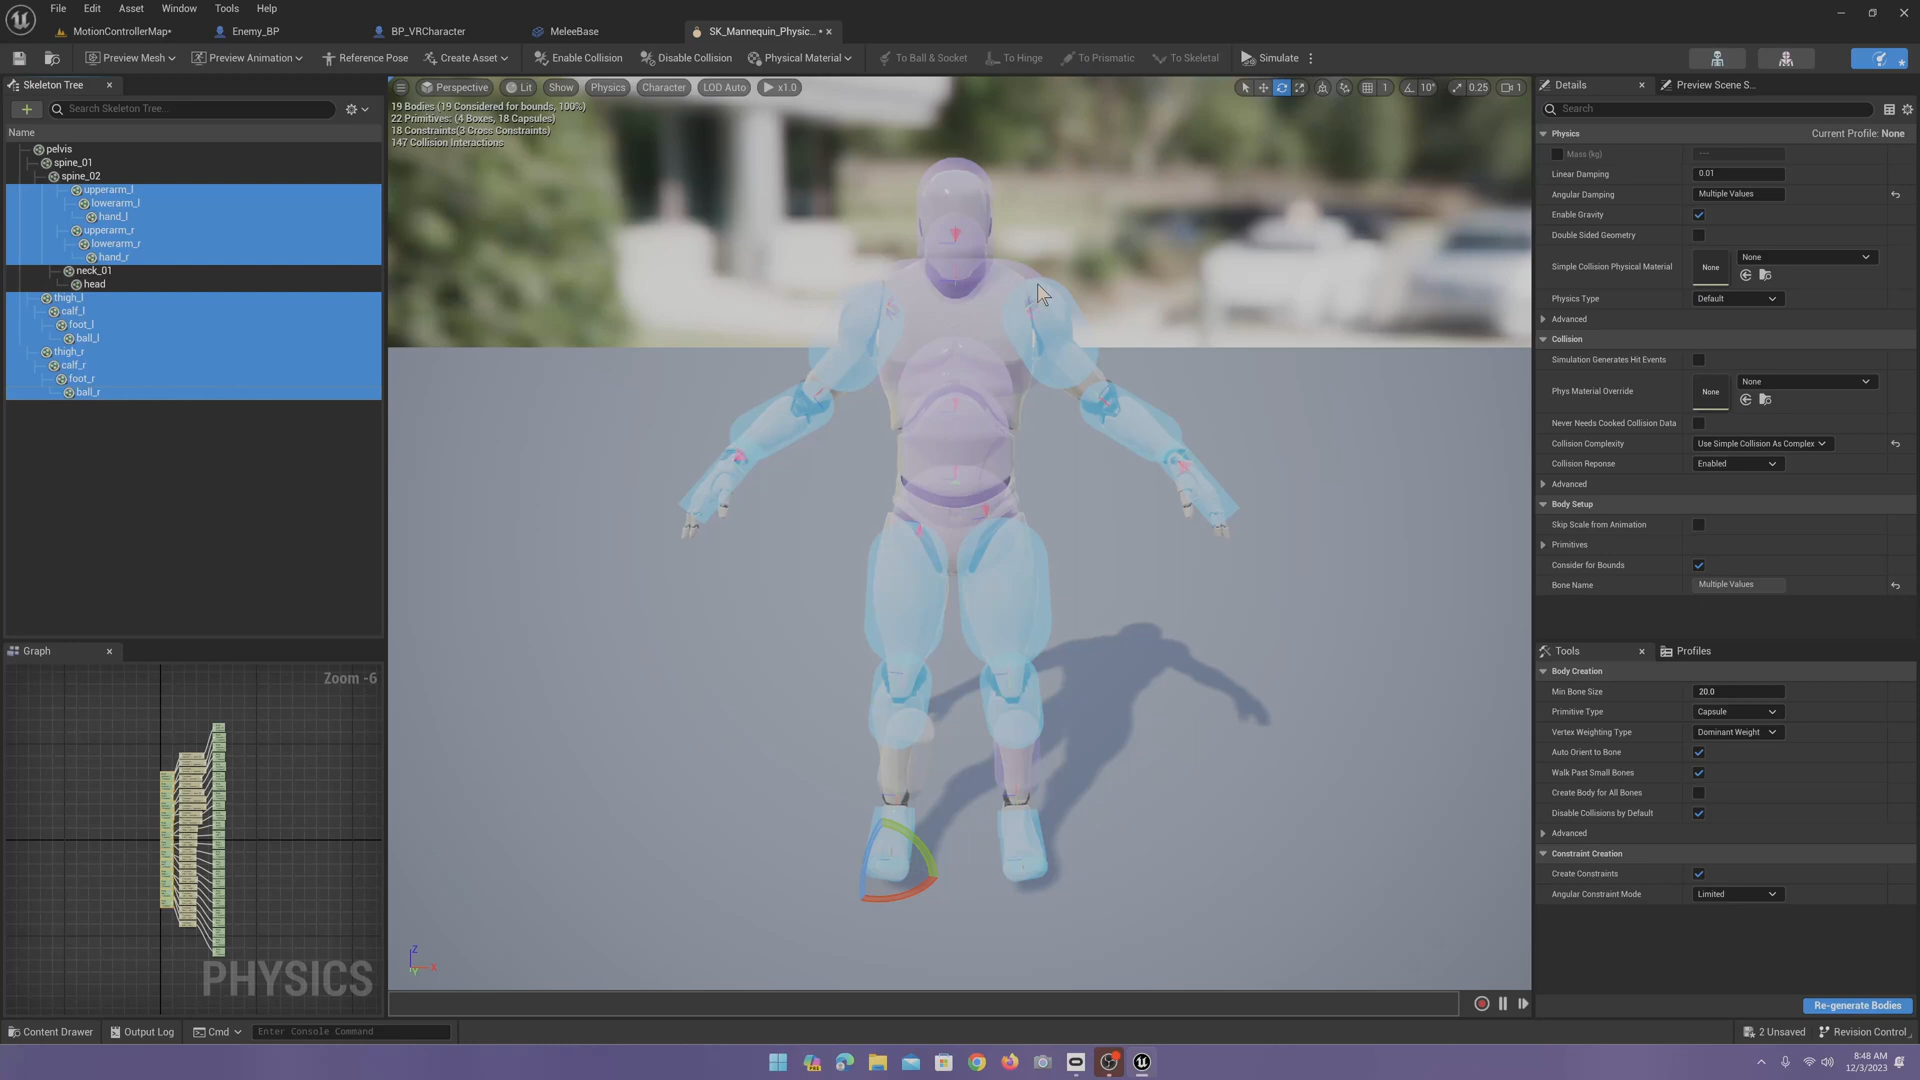 File Edit Asset Window Tools Help
MotionControllerMap* Enemy_BP BP_VRCharacter MeleeBase SK_Mannequin_Physic... *
Preview Mesh Preview Animation Reference Pose Create Asset Enable Collision Disable Collision Physical Material To Ball & Socket To Hinge To Prismatic To Skeletal Simulate
Skeleton Tree
Search Skeleton Tree...
Name
pelvis
spine_01
spine_02
upperarm_l
lowerarm_l
hand_l
upperarm_r
lowerarm_r
hand_r
neck_01
head
thigh_l
calf_l
foot_l
ball_l
thigh_r
calf_r
foot_r
ball_r
Graph
Zoom -6
PHYSICS
Perspective Lit Show Physics Character LOD Auto x1.0
1 10° 0.25 1
19 Bodies (19 Considered for bounds, 100%)
22 Primitives: (4 Boxes, 18 Capsules)
18 Constraints(3 Cross Constraints)
147 Collision Interactions
Z
X
Y
Details Preview Scene S...
Search
Physics Current Profile: None
Mass (kg) ---
Linear Damping 0.01
Angular Damping Multiple Values
Enable Gravity
Double Sided Geometry
Simple Collision Physical Material None None
Physics Type Default
Advanced
Collision
Simulation Generates Hit Events
Phys Material Override None None
Never Needs Cooked Collision Data
Collision Complexity Use Simple Collision As Complex
Collision Reponse Enabled
Advanced
Body Setup
Skip Scale from Animation
Primitives
Consider for Bounds
Bone Name Multiple Values
Tools Profiles
Body Creation
Min Bone Size 20.0
Primitive Type Capsule
Vertex Weighting Type Dominant Weight
Auto Orient to Bone
Walk Past Small Bones
Create Body for All Bones
Disable Collisions by Default
Advanced
Constraint Creation
Create Constraints
Angular Constraint Mode Limited
Re-generate Bodies
Content Drawer Output Log Cmd Enter Console Command 2 Unsaved Revision Control
8:48 AM
12/3/2023